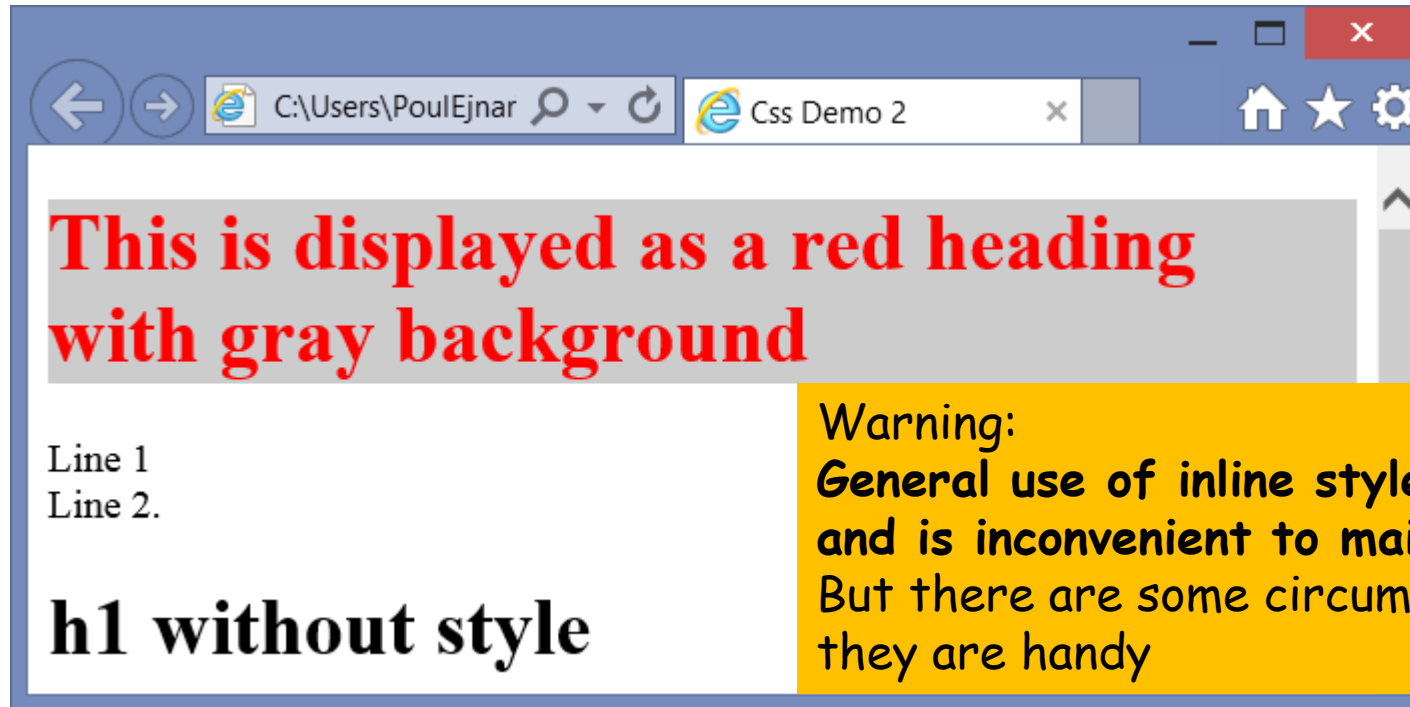 C:\Users\PoulEjnar
Css Demo 2
This is displayed as a red heading
with gray background
Line 1
Line 2.
h1 without style
Warning:
General use of inline style
and is inconvenient to mai
But there are some circum
they are handy